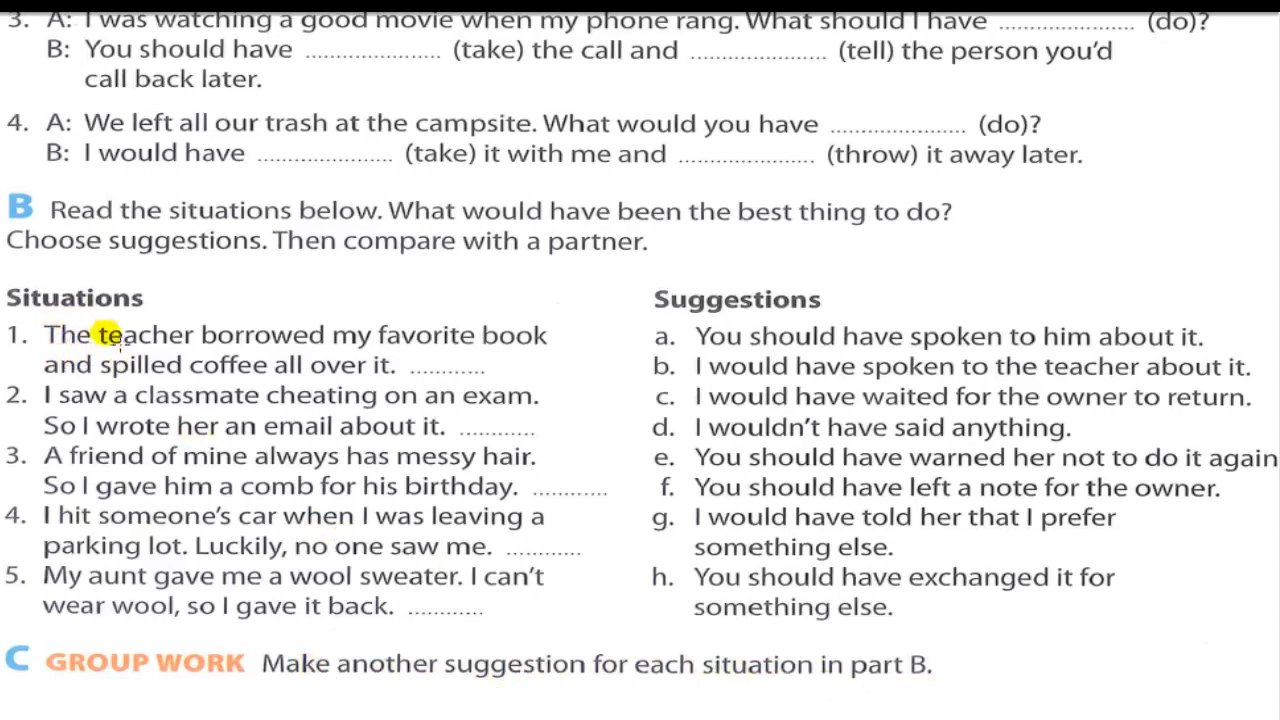 3. A: I was watching a good movie when my phone rang. What should I have ..................... (do)?
B: You should have ..................... (take) the call and ..................... (tell) the person you'd
call back later.
4. A: We left all our trash at the campsite. What would you have ..................... (do)?
B: I would have ..................... (take) it with me and ..................... (throw) it away later.
B Read the situations below. What would have been the best thing to do?
Choose suggestions. Then compare with a partner.
Situations
1. The teacher borrowed my favorite book
and spilled coffee all over it. ............
2. I saw a classmate cheating on an exam.
So I wrote her an email about it. ............
3. A friend of mine always has messy hair.
So I gave him a comb for his birthday. ............
4. I hit someone's car when I was leaving a
parking lot. Luckily, no one saw me. ............
5. My aunt gave me a wool sweater. I can't
wear wool, so I gave it back. ............
Suggestions
a. You should have spoken to him about it.
b. I would have spoken to the teacher about it.
c. I would have waited for the owner to return.
d. I wouldn't have said anything.
e. You should have warned her not to do it again
f. You should have left a note for the owner.
g. I would have told her that I prefer
something else.
h. You should have exchanged it for
something else.
C GROUP WORK Make another suggestion for each situation in part B.